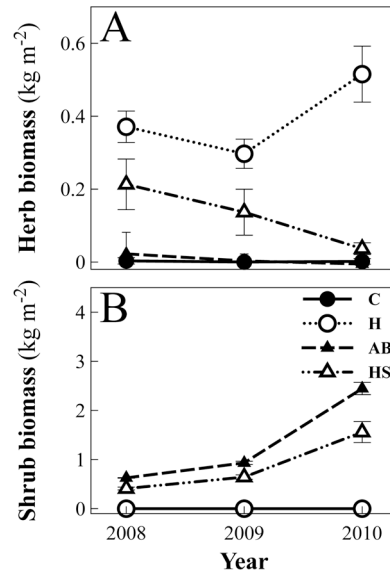 A
Herb biomass (kg m-2)
0.6
0.4
0.2
0
B
Shrub biomass (kg m-2)
4
3
2
1
0
C
H
AB
HS
2008 2009 2010
Year